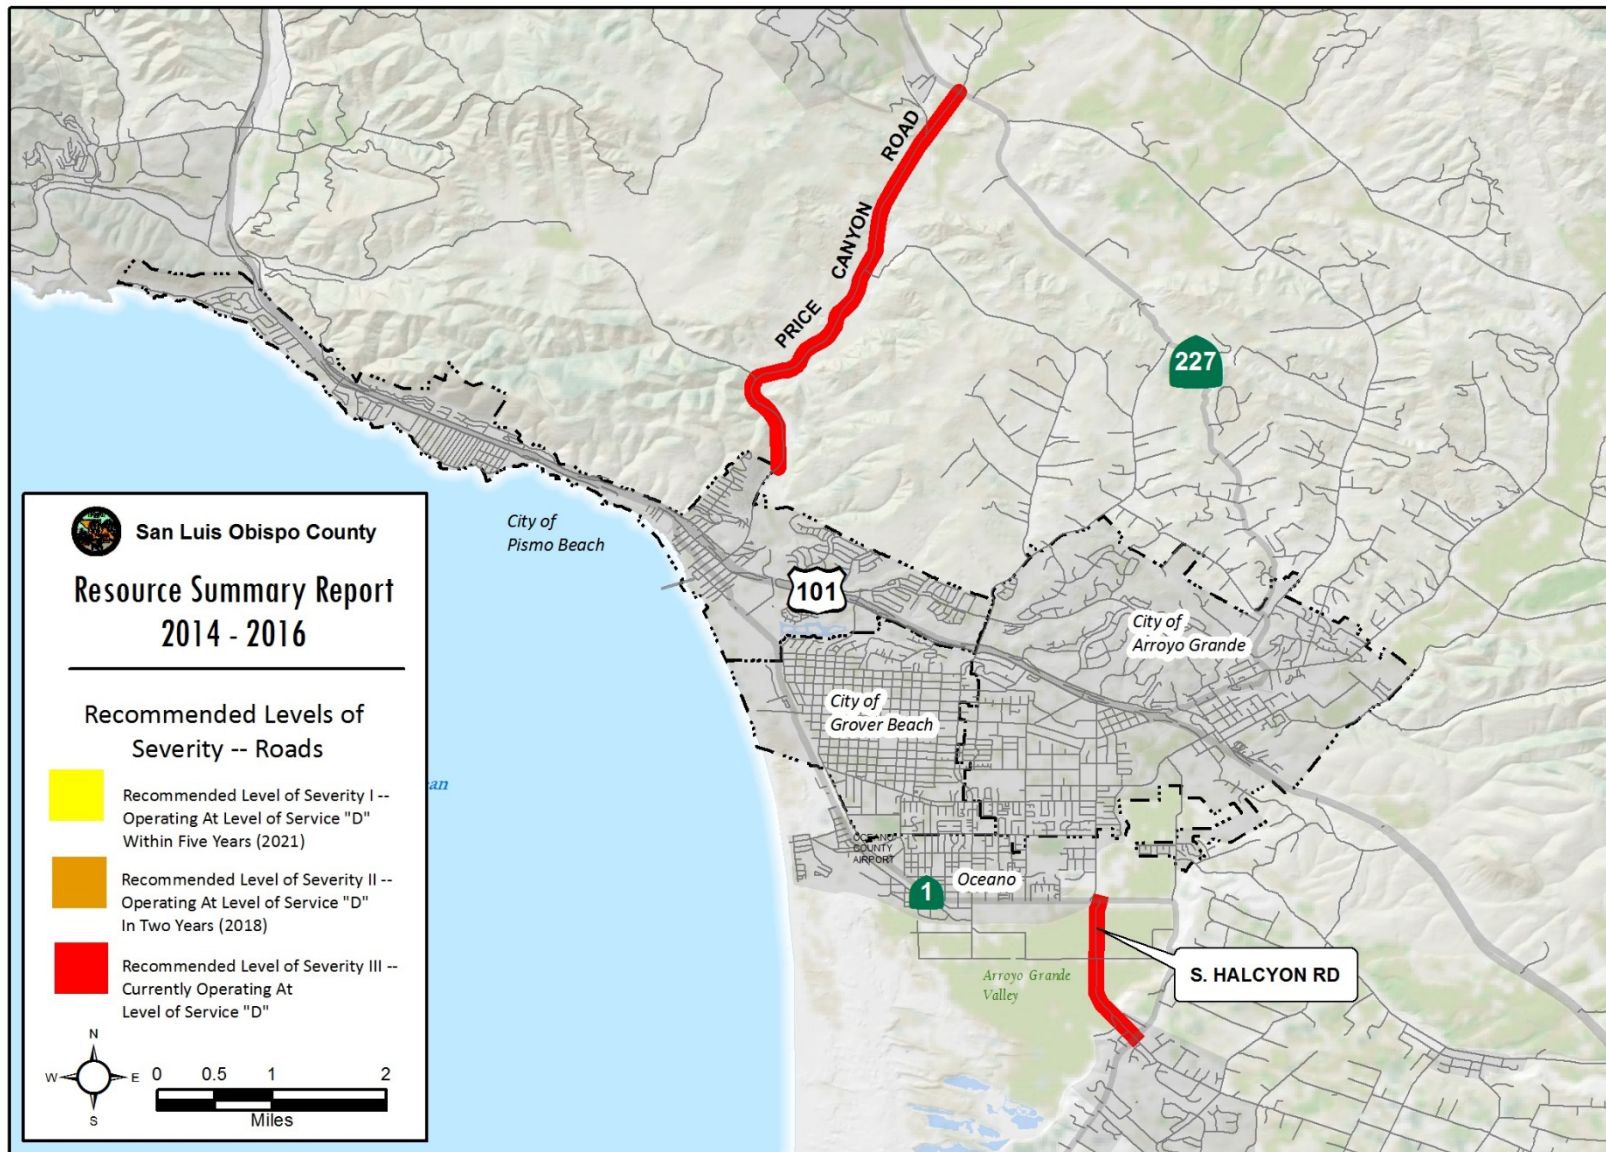 PRICE CANYON ROAD
227
City of
Pismo Beach
101
City of
Arroyo Grande
City of
Grover Beach
an
OCEANO
COUNTY
AIRPORT
1
Oceano
Arroyo Grande
Valley
S. HALCYON RD
San Luis Obispo County
Resource Summary Report
2014 - 2016
Recommended Levels of
Severity -- Roads
Recommended Level of Severity I --
Operating At Level of Service "D"
Within Five Years (2021)
Recommended Level of Severity II --
Operating At Level of Service "D"
In Two Years (2018)
Recommended Level of Severity III --
Currently Operating At
Level of Service "D"
N
W E
S
0 0.5 1 2
Miles